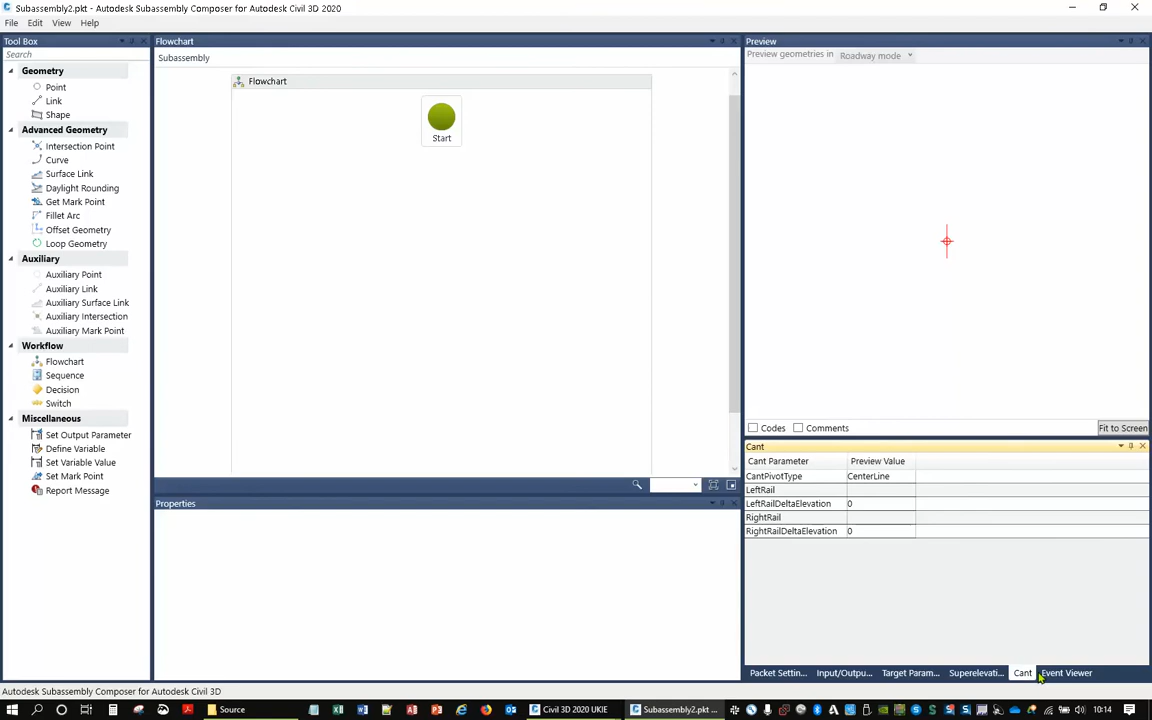 Subassembly2.pkt - Autodesk Subassembly Composer for Autodesk Civil 3D 2020
File Edit View Help
Tool Box
Search
Geometry
Point
Link
Shape
Advanced Geometry
Intersection Point
Curve
Surface Link
Daylight Rounding
Get Mark Point
Fillet Arc
Offset Geometry
Loop Geometry
Auxiliary
Auxiliary Point
Auxiliary Link
Auxiliary Surface Link
Auxiliary Intersection
Auxiliary Mark Point
Workflow
Flowchart
Sequence
Decision
Switch
Miscellaneous
Set Output Parameter
Define Variable
Set Variable Value
Set Mark Point
Report Message
Flowchart
Subassembly
Flowchart
Start
Properties
Preview
Preview geometries in Roadway mode
Codes Comments Fit to Screen
Cant
Cant Parameter Preview Value
CantPivotType CenterLine
LeftRail
LeftRailDeltaElevation 0
RightRail
RightRailDeltaElevation 0
Packet Settin... Input/Outpu... Target Param... Superelevati... Cant Event Viewer
Autodesk Subassembly Composer for Autodesk Civil 3D
Source Civil 3D 2020 UKIE Subassembly2.pkt ... 10:14